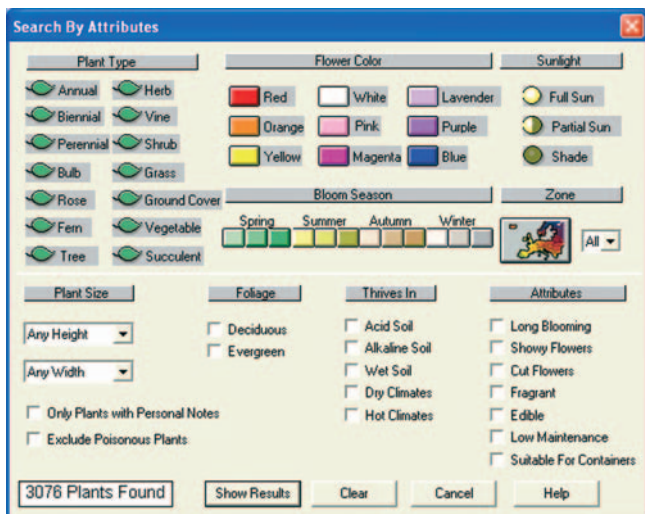 Search By Attributes
Plant Type
Annual
Herb
Biennial
Vine
Perennial
Shrub
Bulb
Grass
Rose
Ground Cover
Fern
Vegetable
Tree
Succulent
Flower Color
Red
White
Lavender
Orange
Pink
Purple
Yellow
Magenta
Blue
Sunlight
Full Sun
Partial Sun
Shade
Bloom Season
Spring Summer Autumn Winter
Zone
All
Plant Size
Any Height
Any Width
Only Plants with Personal Notes
Exclude Poisonous Plants
Foliage
Deciduous
Evergreen
Thrives In
Acid Soil
Alkaline Soil
Wet Soil
Dry Climates
Hot Climates
Attributes
Long Blooming
Showy Flowers
Cut Flowers
Fragrant
Edible
Low Maintenance
Suitable For Containers
3076 Plants Found
Show Results
Clear
Cancel
Help